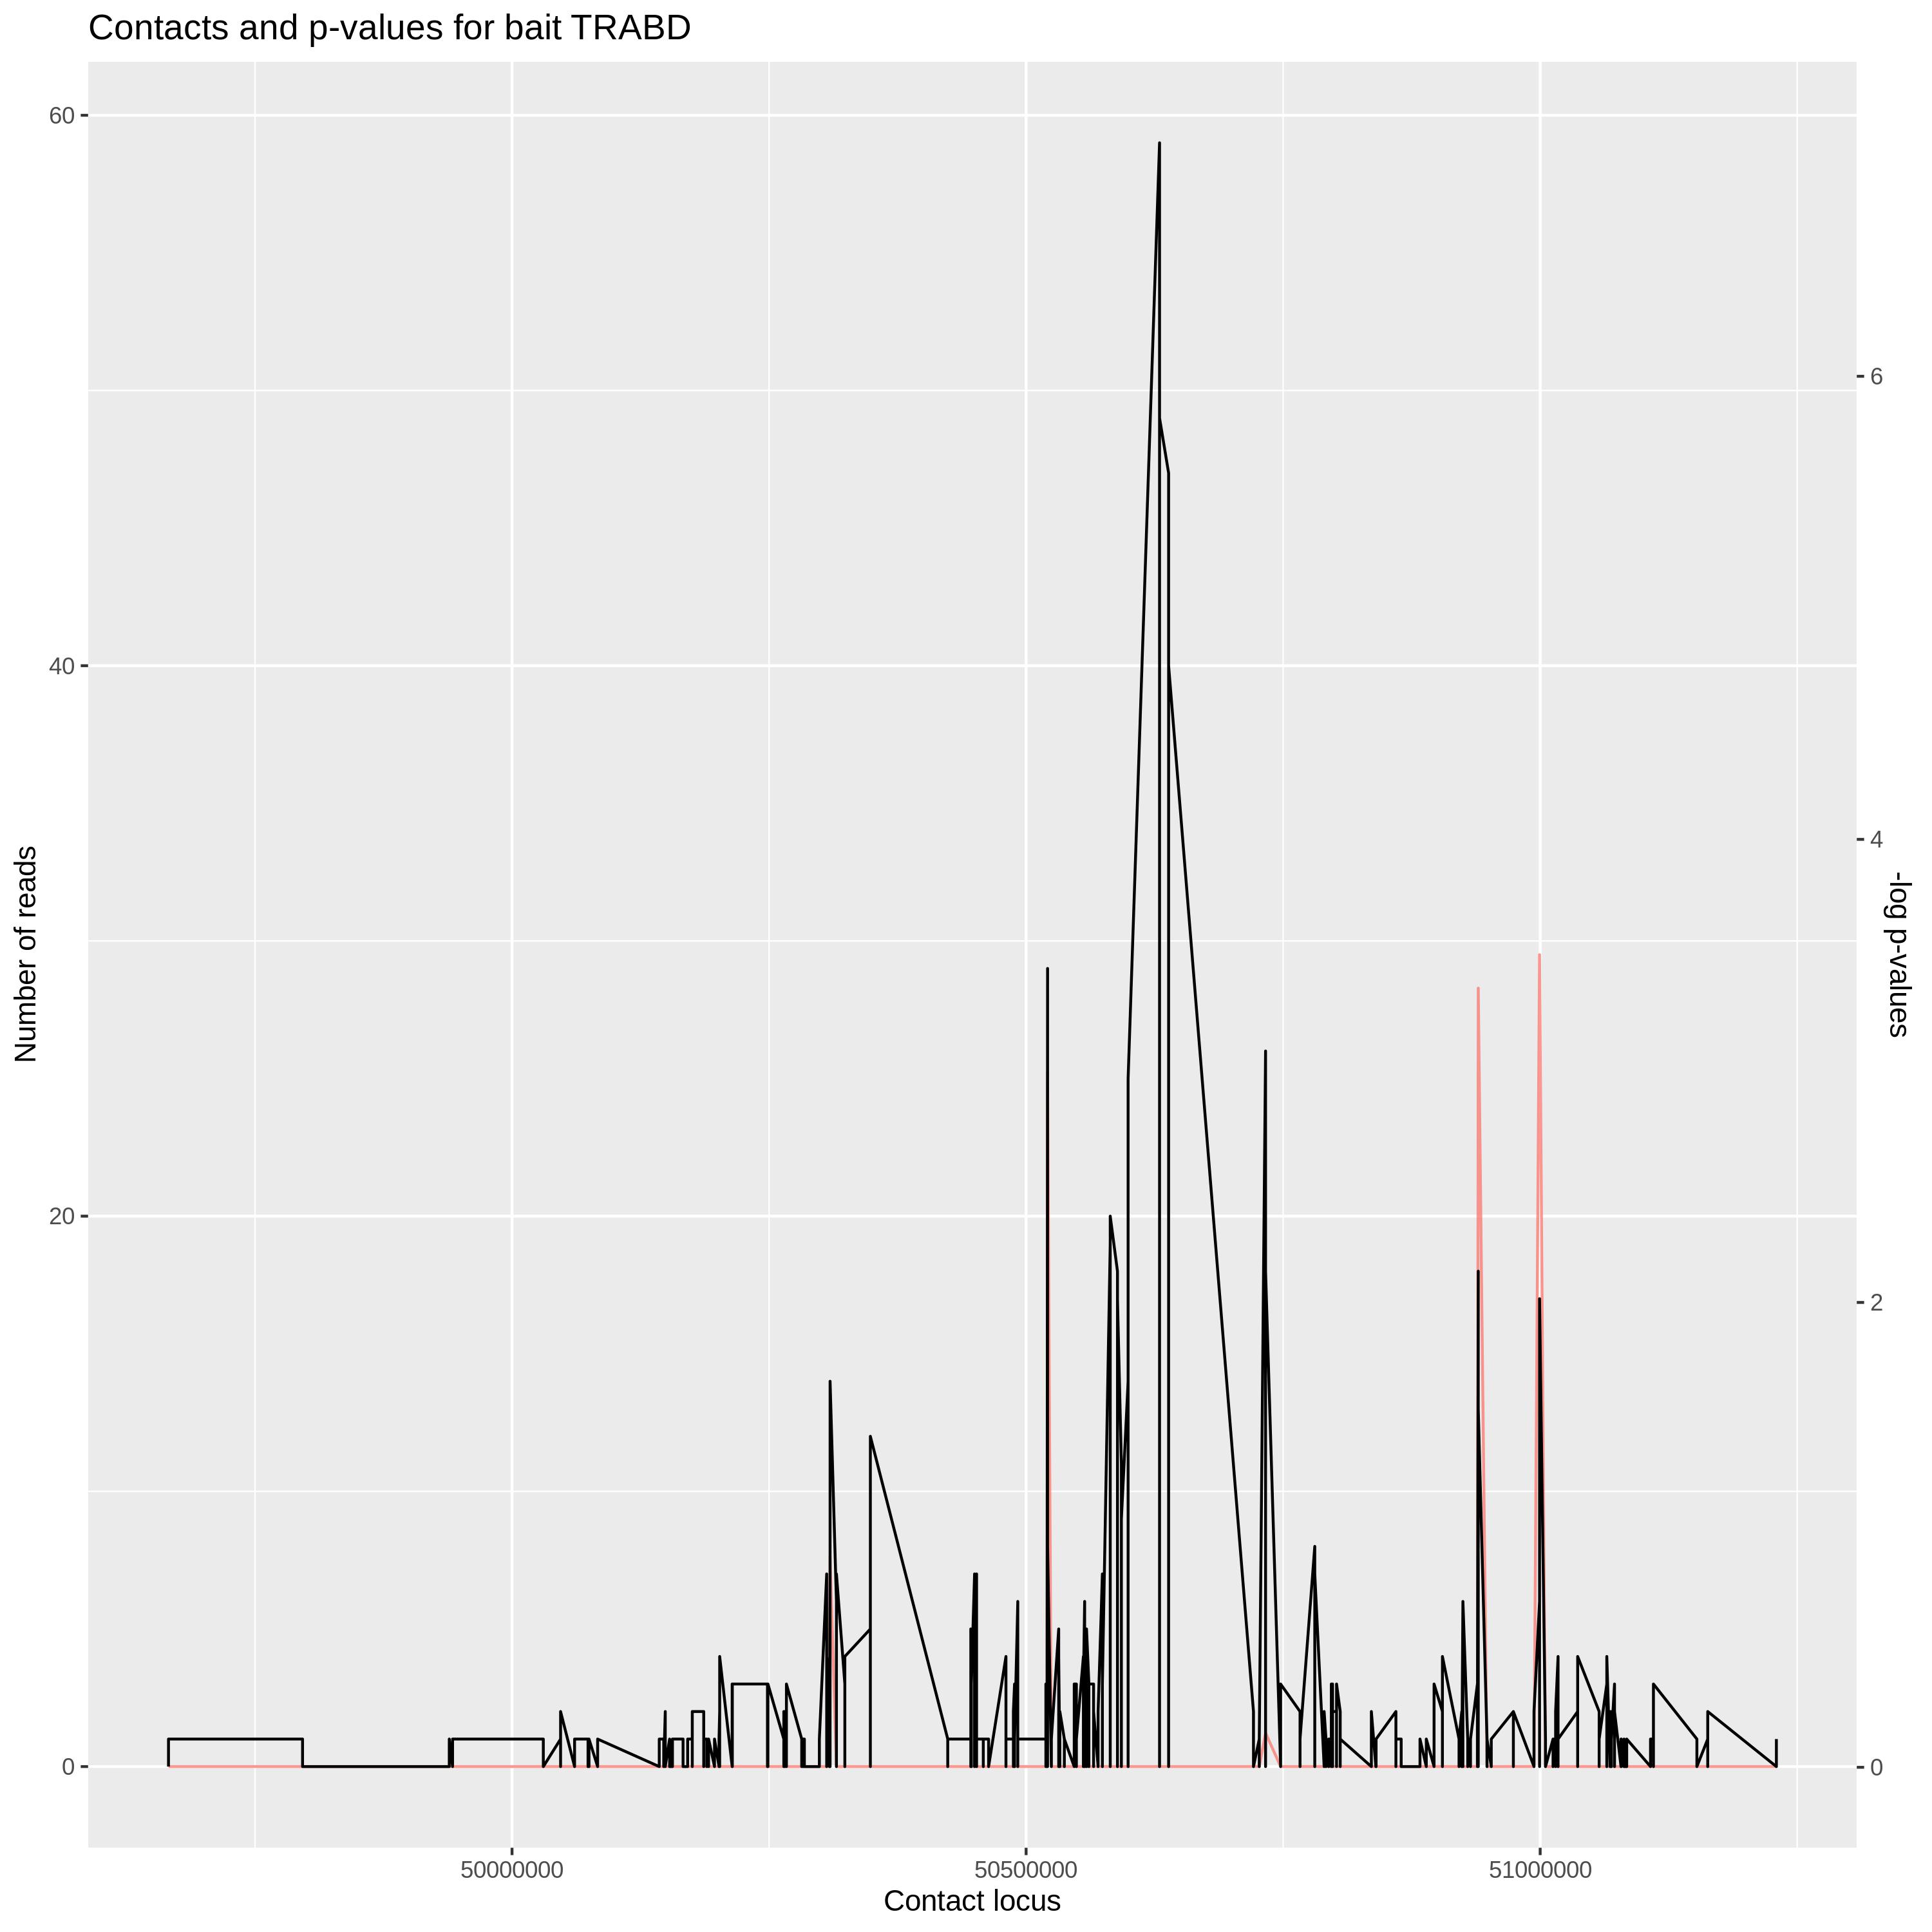 Contacts and p-values for bait TRABD
60
40
20
0
Number of reads
6
4
2
0
-log p-values
50000000
50500000
51000000
Contact locus